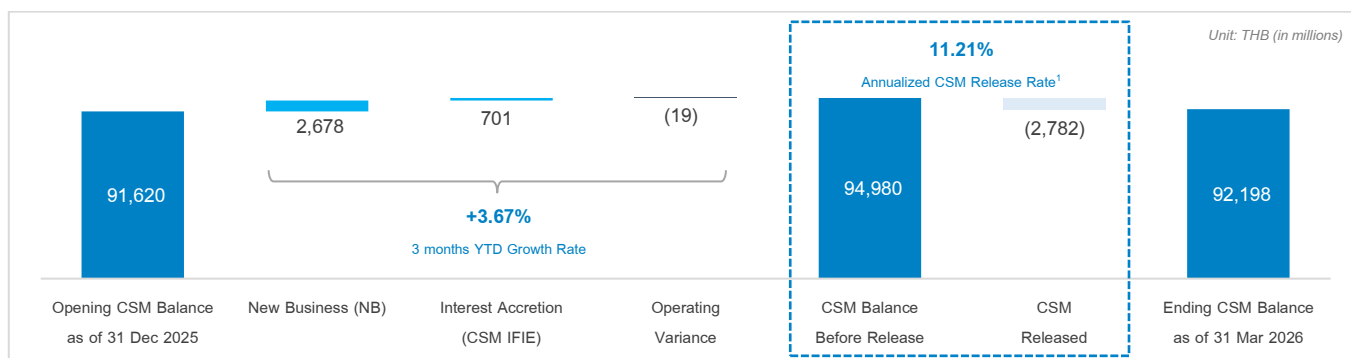 Unit: THB (in millions)
11.21%
Annualized CSM Release Rate¹
91,620
2,678
701
(19)
94,980
(2,782)
92,198
+3.67%
3 months YTD Growth Rate
Opening CSM Balance
as of 31 Dec 2025
New Business (NB)
Interest Accretion
(CSM IFIE)
Operating
Variance
CSM Balance
Before Release
CSM
Released
Ending CSM Balance
as of 31 Mar 2026